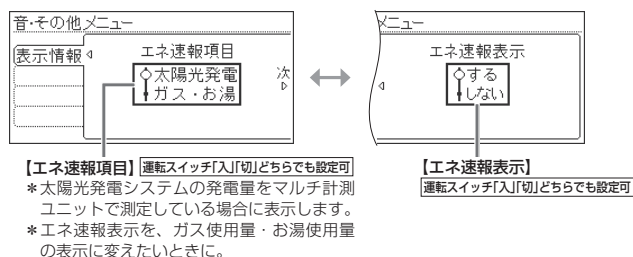 音・その他メニュー
表示情報
エネ速報項目
太陽光発電
ガス・お湯
次
メニュー
エネ速報表示
する
しない
【エネ速報項目】 運転スイッチ「入」「切」どちらでも設定可
＊太陽光発電システムの発電量をマルチ計測
ユニットで測定している場合に表示します。
＊エネ速報表示を、ガス使用量・お湯使用量
の表示に変えたいときに。
【エネ速報表示】
運転スイッチ「入」「切」どちらでも設定可